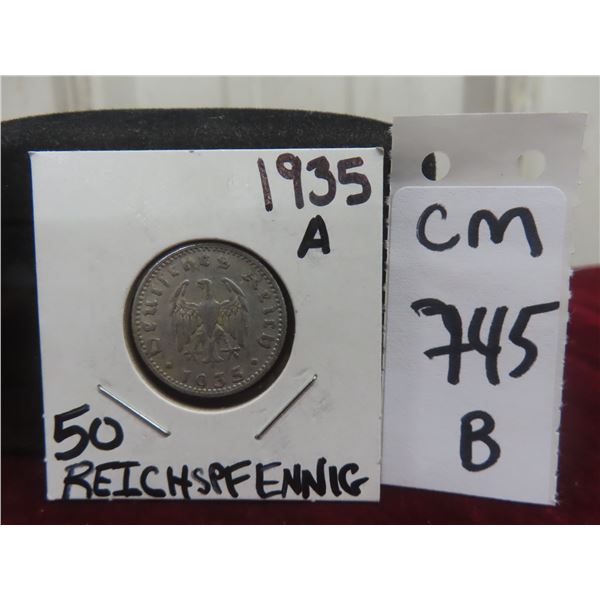 1935
A
Deutsches Reich
1935
50
REICHSPFENNIG
CM
745
B